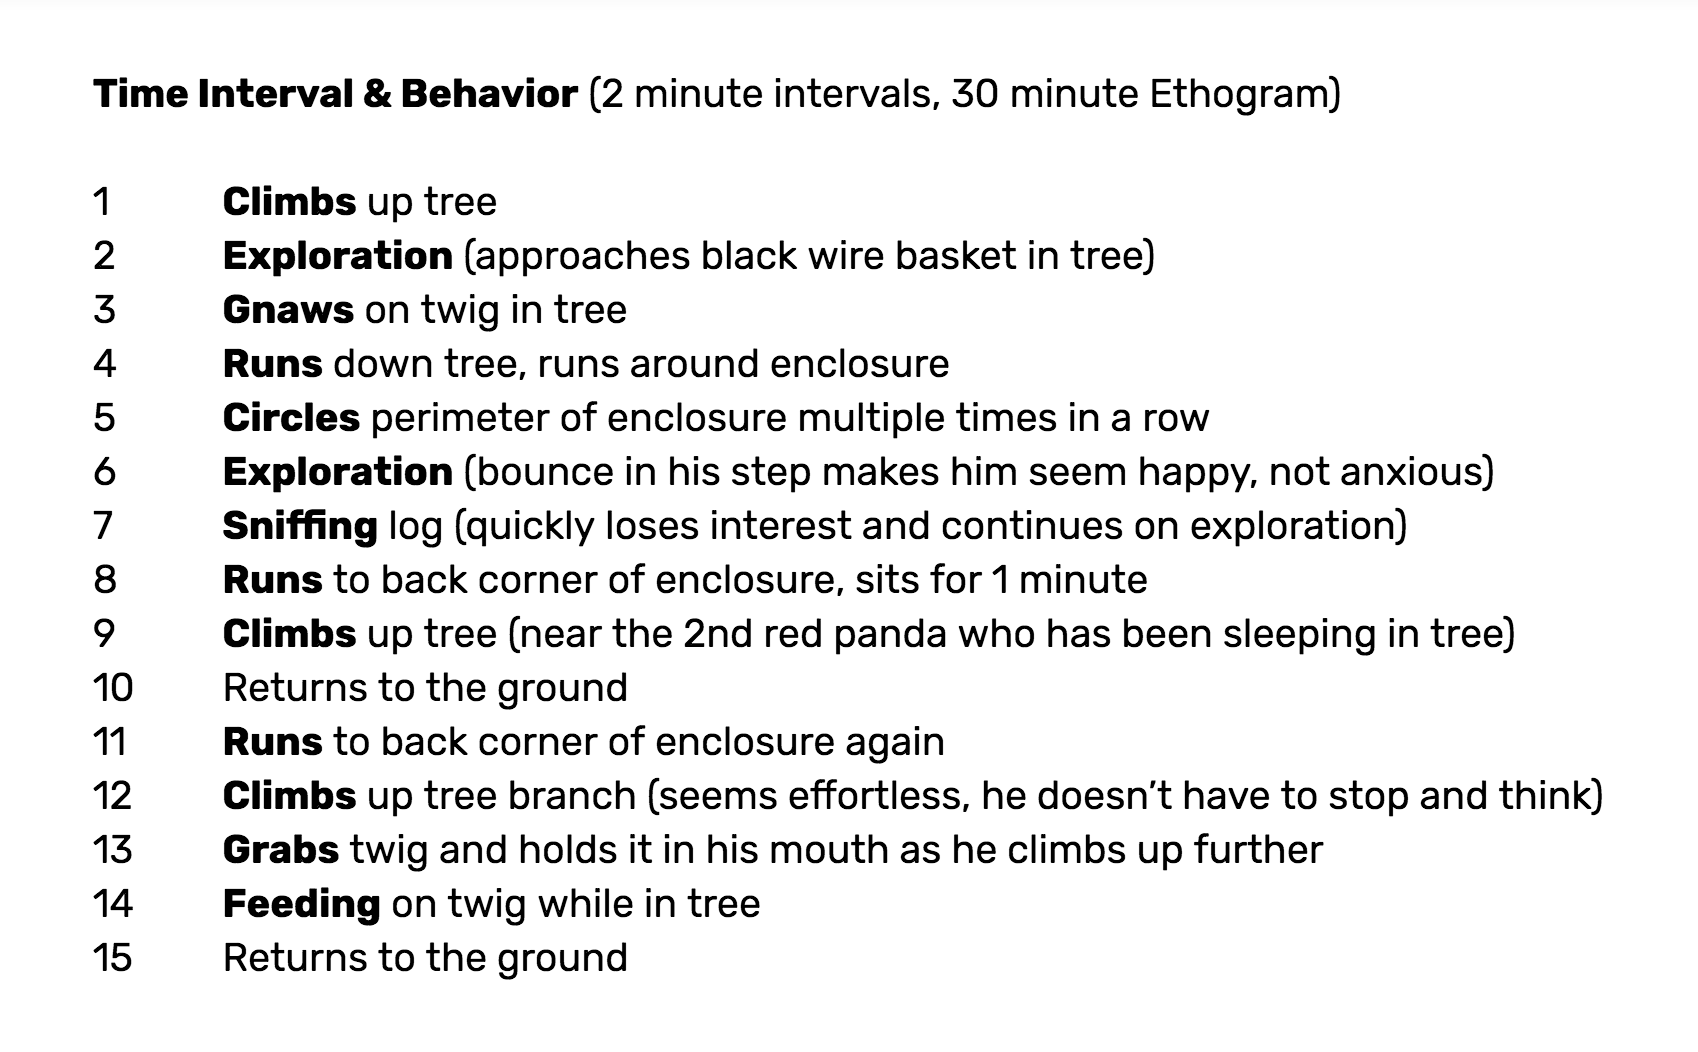 Time Interval & Behavior (2 minute intervals, 30 minute Ethogram)
1 Climbs up tree
2 Exploration (approaches black wire basket in tree)
3 Gnaws on twig in tree
4 Runs down tree, runs around enclosure
5 Circles perimeter of enclosure multiple times in a row
6 Exploration (bounce in his step makes him seem happy, not anxious)
7 Sniffing log (quickly loses interest and continues on exploration)
8 Runs to back corner of enclosure, sits for 1 minute
9 Climbs up tree (near the 2nd red panda who has been sleeping in tree)
10 Returns to the ground
11 Runs to back corner of enclosure again
12 Climbs up tree branch (seems effortless, he doesn’t have to stop and think)
13 Grabs twig and holds it in his mouth as he climbs up further
14 Feeding on twig while in tree
15 Returns to the ground